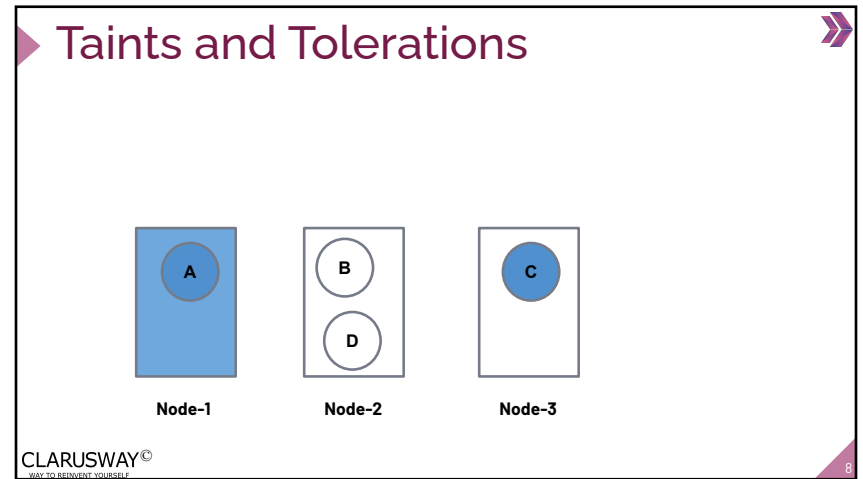 Taints and Tolerations
A
B
C
D
Node-1
Node-2
Node-3
CLARUSWAY©
WAY TO REINVENT YOURSELF
8